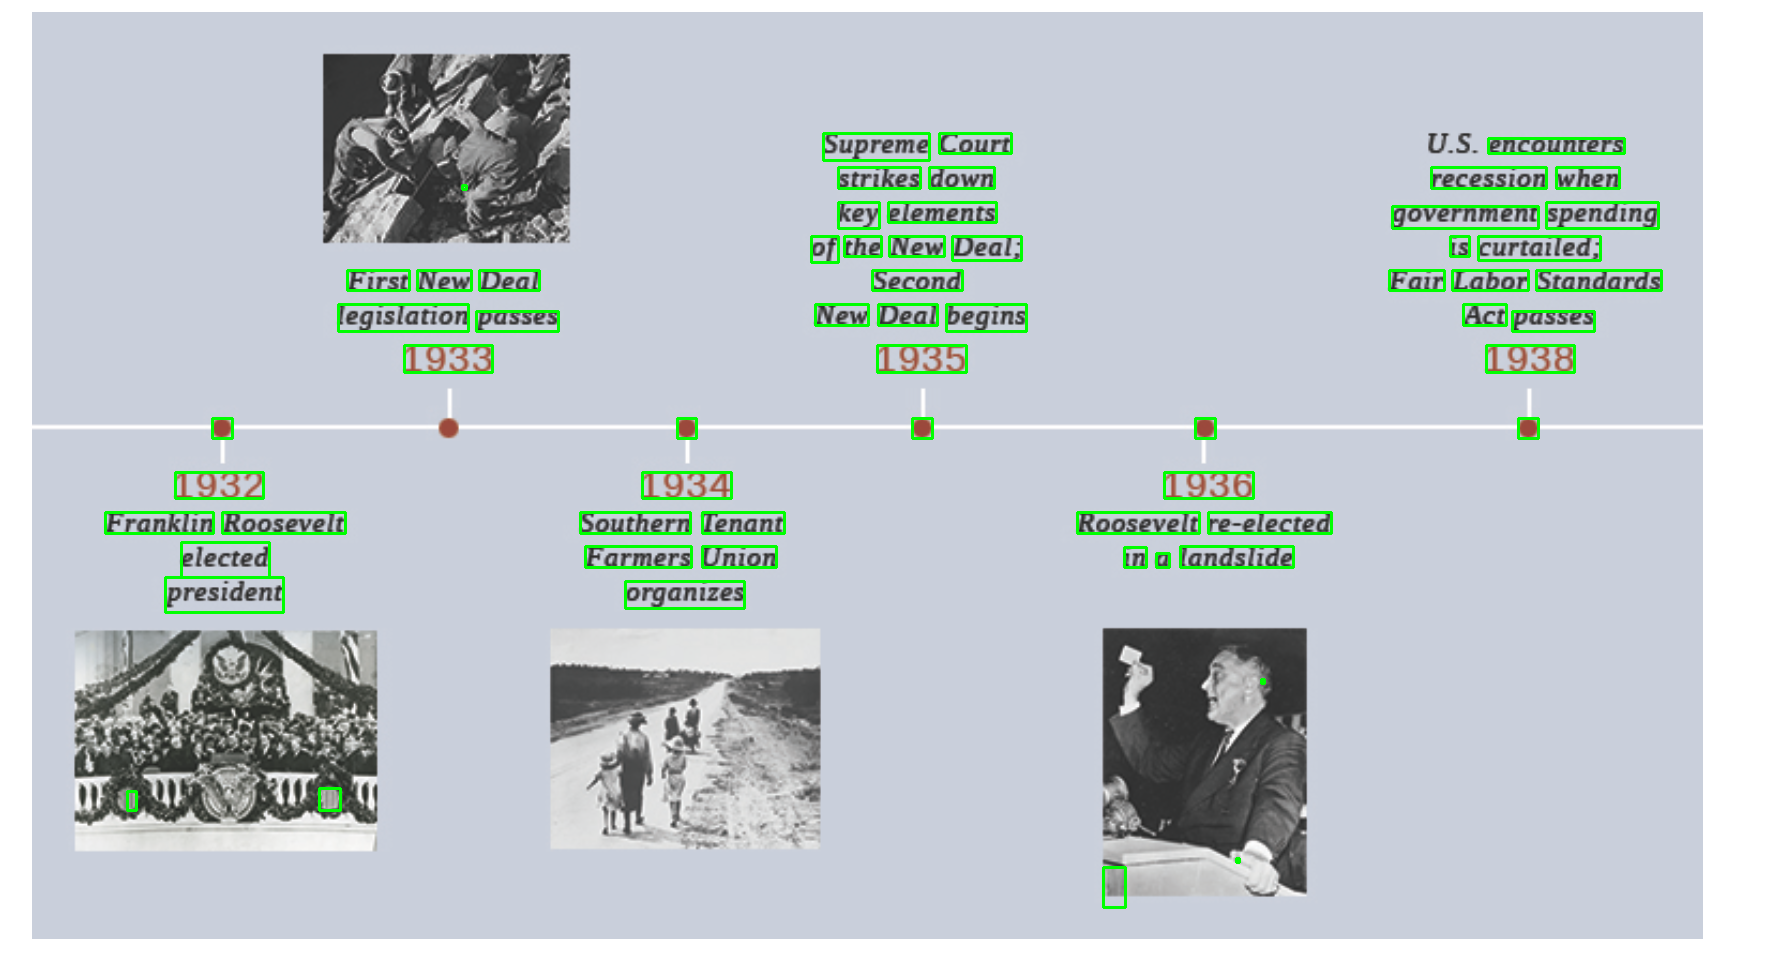 First New Deal
legislation passes
1933
Supreme Court
strikes down
key elements
of the New Deal;
Second
New Deal begins
1935
U.S. encounters
recession when
government spending
is curtailed;
Fair Labor Standards
Act passes
1938
1932
Franklin Roosevelt
elected
president
1934
Southern Tenant
Farmers Union
organizes
1936
Roosevelt re-elected
in a landslide